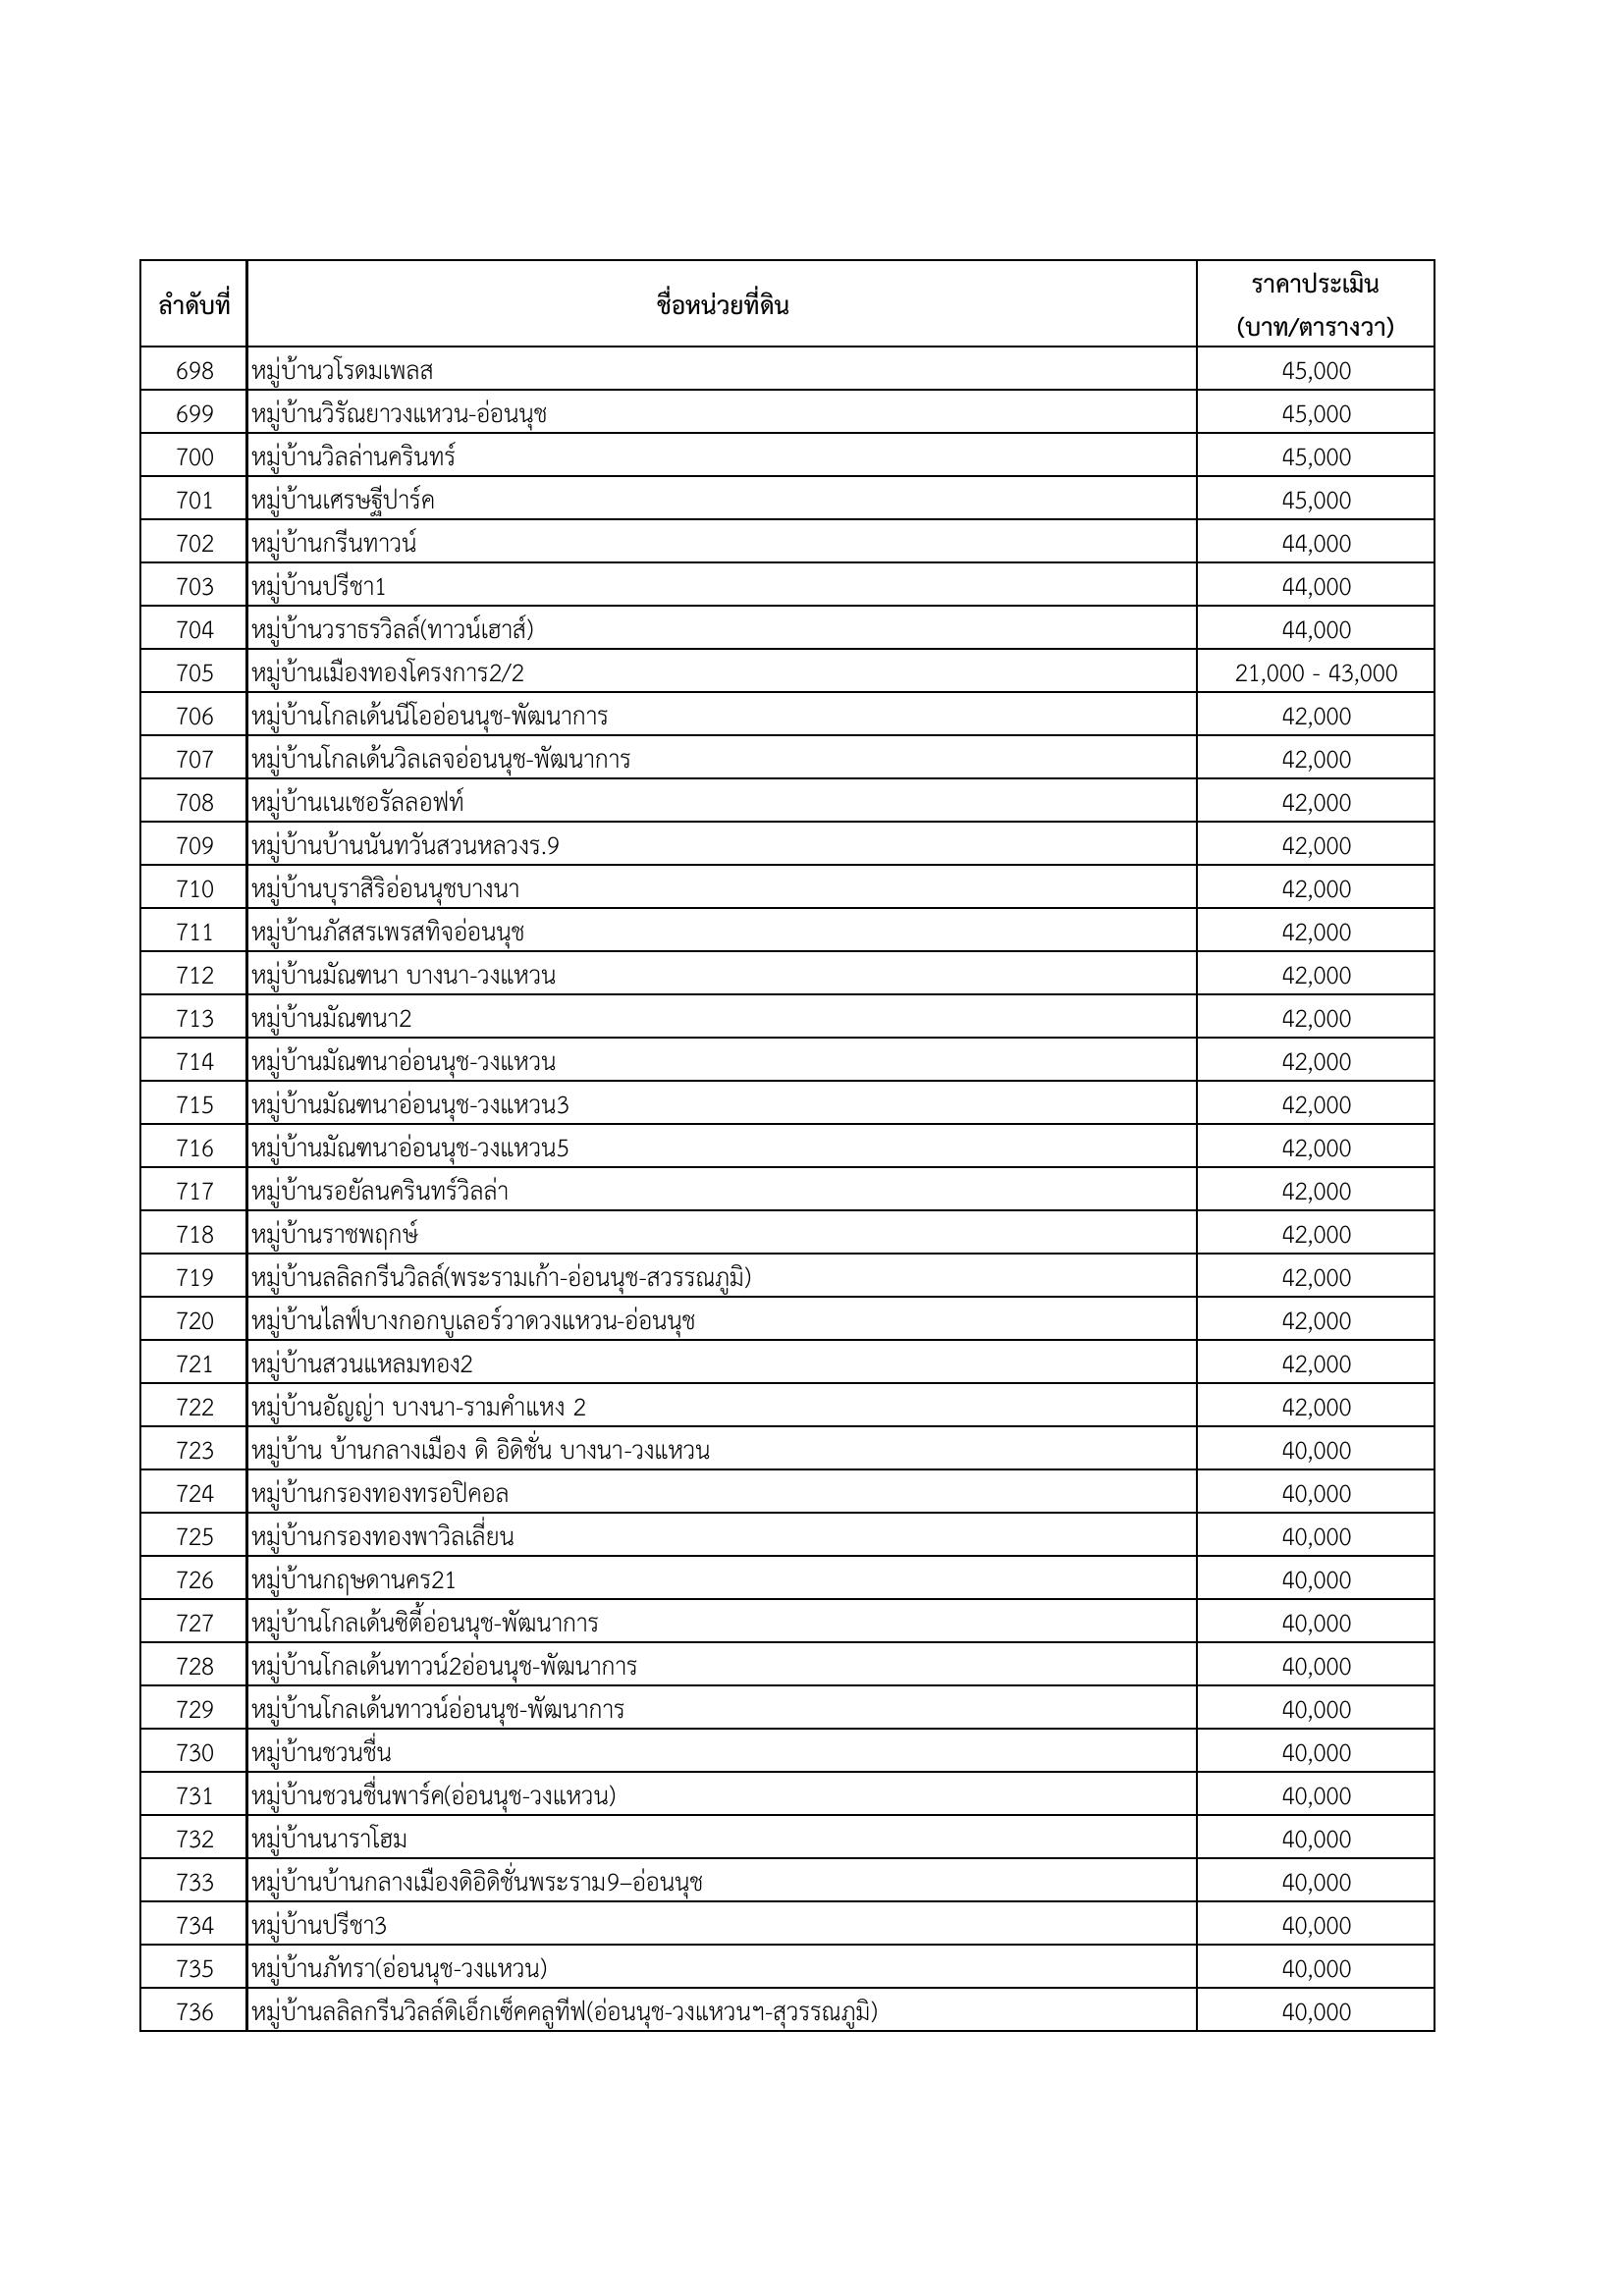 ลำดับที่ ชื่อหน่วยที่ดิน ราคาประเมิน
(บาท/ตารางวา)
698 หมู่บ้านวโรดมเพลส 45,000
699 หมู่บ้านวิรัณยาวงแหวน-อ่อนนุช 45,000
700 หมู่บ้านวิลล่านครินทร์ 45,000
701 หมู่บ้านเศรษฐีปาร์ค 45,000
702 หมู่บ้านกรีนทาวน์ 44,000
703 หมู่บ้านปรีชา1 44,000
704 หมู่บ้านวราธรวิลล์(ทาวน์เฮาส์) 44,000
705 หมู่บ้านเมืองทองโครงการ2/2 21,000 - 43,000
706 หมู่บ้านโกลเด้นนีโออ่อนนุช-พัฒนาการ 42,000
707 หมู่บ้านโกลเด้นวิลเลจอ่อนนุช-พัฒนาการ 42,000
708 หมู่บ้านเนเชอรัลลอฟท์ 42,000
709 หมู่บ้านบ้านนันทวันสวนหลวงร.9 42,000
710 หมู่บ้านบุราสิริอ่อนนุชบางนา 42,000
711 หมู่บ้านภัสสรเพรสทิจอ่อนนุช 42,000
712 หมู่บ้านมัณฑนา บางนา-วงแหวน 42,000
713 หมู่บ้านมัณฑนา2 42,000
714 หมู่บ้านมัณฑนาอ่อนนุช-วงแหวน 42,000
715 หมู่บ้านมัณฑนาอ่อนนุช-วงแหวน3 42,000
716 หมู่บ้านมัณฑนาอ่อนนุช-วงแหวน5 42,000
717 หมู่บ้านรอยัลนครินทร์วิลล่า 42,000
718 หมู่บ้านราชพฤกษ์ 42,000
719 หมู่บ้านลลิลกรีนวิลล์(พระรามเก้า-อ่อนนุช-สวรรณภูมิ) 42,000
720 หมู่บ้านไลฟ์บางกอกบูเลอร์วาดวงแหวน-อ่อนนุช 42,000
721 หมู่บ้านสวนแหลมทอง2 42,000
722 หมู่บ้านอัญญ่า บางนา-รามคำแหง 2 42,000
723 หมู่บ้าน บ้านกลางเมือง ดิ อิดิชั่น บางนา-วงแหวน 40,000
724 หมู่บ้านกรองทองทรอปิคอล 40,000
725 หมู่บ้านกรองทองพาวิลเลี่ยน 40,000
726 หมู่บ้านกฤษดานคร21 40,000
727 หมู่บ้านโกลเด้นซิตี้อ่อนนุช-พัฒนาการ 40,000
728 หมู่บ้านโกลเด้นทาวน์2อ่อนนุช-พัฒนาการ 40,000
729 หมู่บ้านโกลเด้นทาวน์อ่อนนุช-พัฒนาการ 40,000
730 หมู่บ้านชวนชื่น 40,000
731 หมู่บ้านชวนชื่นพาร์ค(อ่อนนุช-วงแหวน) 40,000
732 หมู่บ้านนาราโฮม 40,000
733 หมู่บ้านบ้านกลางเมืองดิอิดิชั่นพระราม9–อ่อนนุช 40,000
734 หมู่บ้านปรีชา3 40,000
735 หมู่บ้านภัทรา(อ่อนนุช-วงแหวน) 40,000
736 หมู่บ้านลลิลกรีนวิลล์ดิเอ็กเซ็คคลูทีฟ(อ่อนนุช-วงแหวนฯ-สุวรรณภูมิ) 40,000